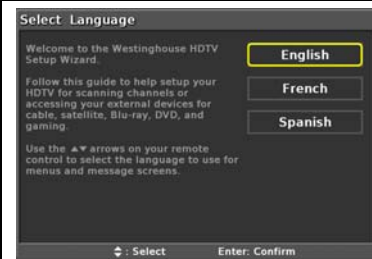 Select Language
Welcome to the Westinghouse HDTV
Setup Wizard.
Follow this guide to help setup your
HDTV for scanning channels or
accessing your external devices for
cable, satellite, Blu-ray, DVD, and
gaming.
Use the ▲▼ arrows on your remote
control to select the language to use for
menus and message screens.
English
French
Spanish
: Select Enter: Confirm